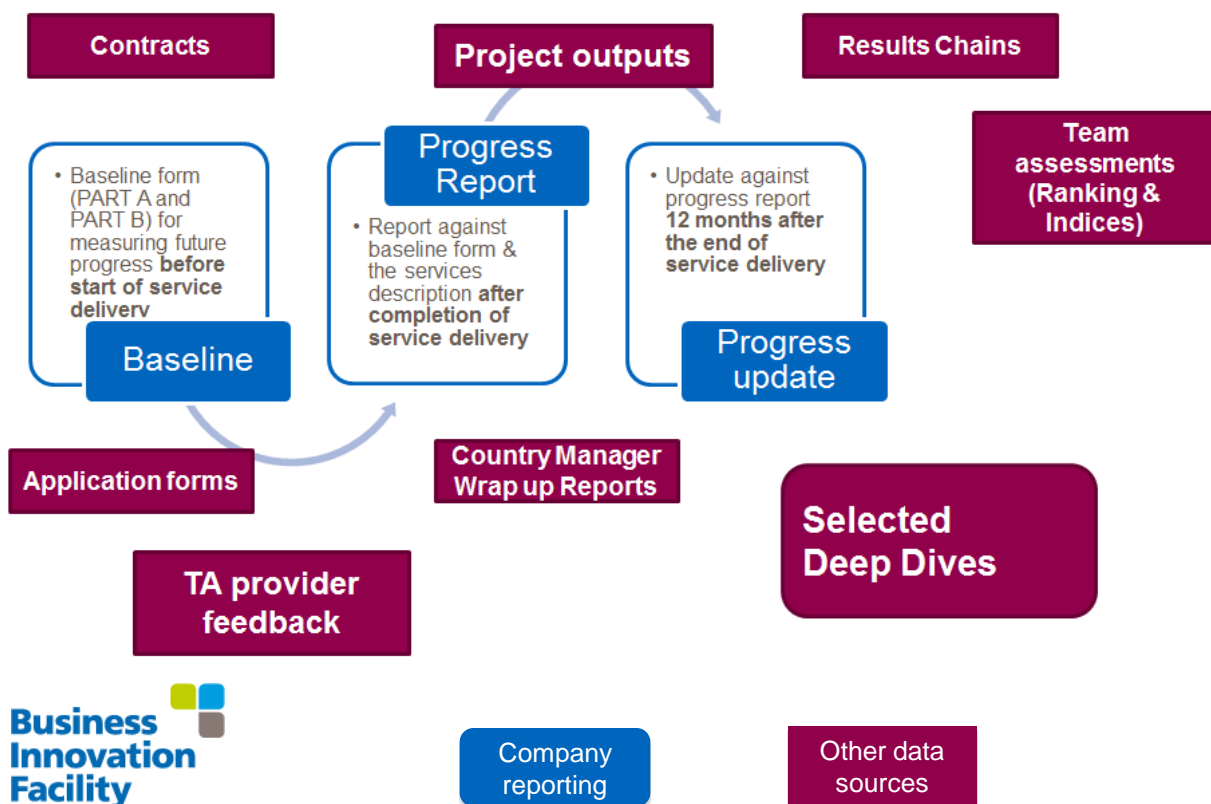 Contracts
Project outputs
Results Chains
Team
assessments
(Ranking &
Indices)
• Baseline form
(PART A and
PART B) for
measuring future
progress before
start of service
delivery
Baseline
Progress
Report
• Report against
baseline form &
the services
description after
completion of
service delivery
• Update against
progress report
12 months after
the end of
service delivery
Progress
update
Application forms
Country Manager
Wrap up Reports
Selected
Deep Dives
TA provider
feedback
Business
Innovation
Facility
Company
reporting
Other data
sources